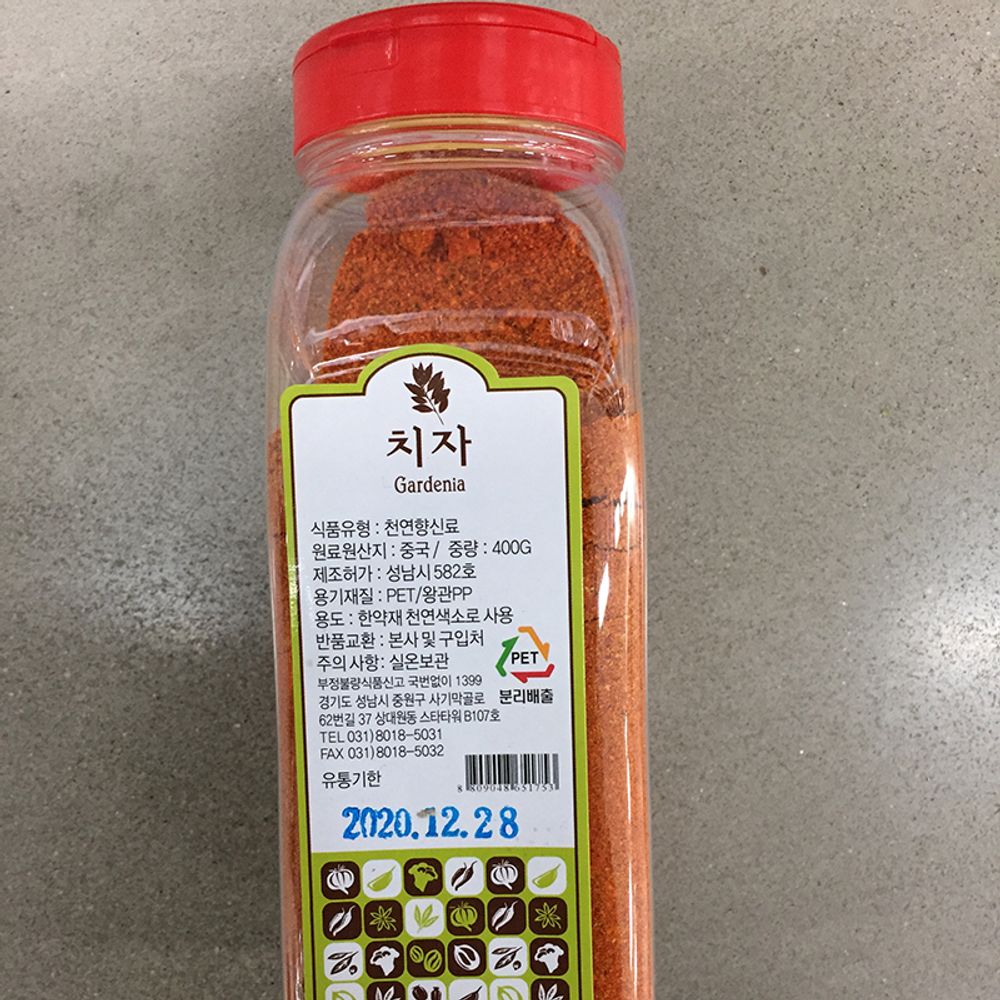 치자
Gardenia
식품유형 : 천연향신료
원료원산지 : 중국 / 중량 : 400G
제조허가 : 성남시 582호
용기재질 : PET/왕관PP
용도 : 한약재 천연색소로 사용
반품교환 : 본사 및 구입처
주의 사항 : 실온보관
PET
분리배출
부정불량식품신고 국번없이 1399
경기도 성남시 중원구 사기막골로
62번길 37 상대원동 스타타워 B107호
TEL 031) 8018-5031
FAX 031) 8018-5032
유통기한
8 809048 651753
2020.12.28